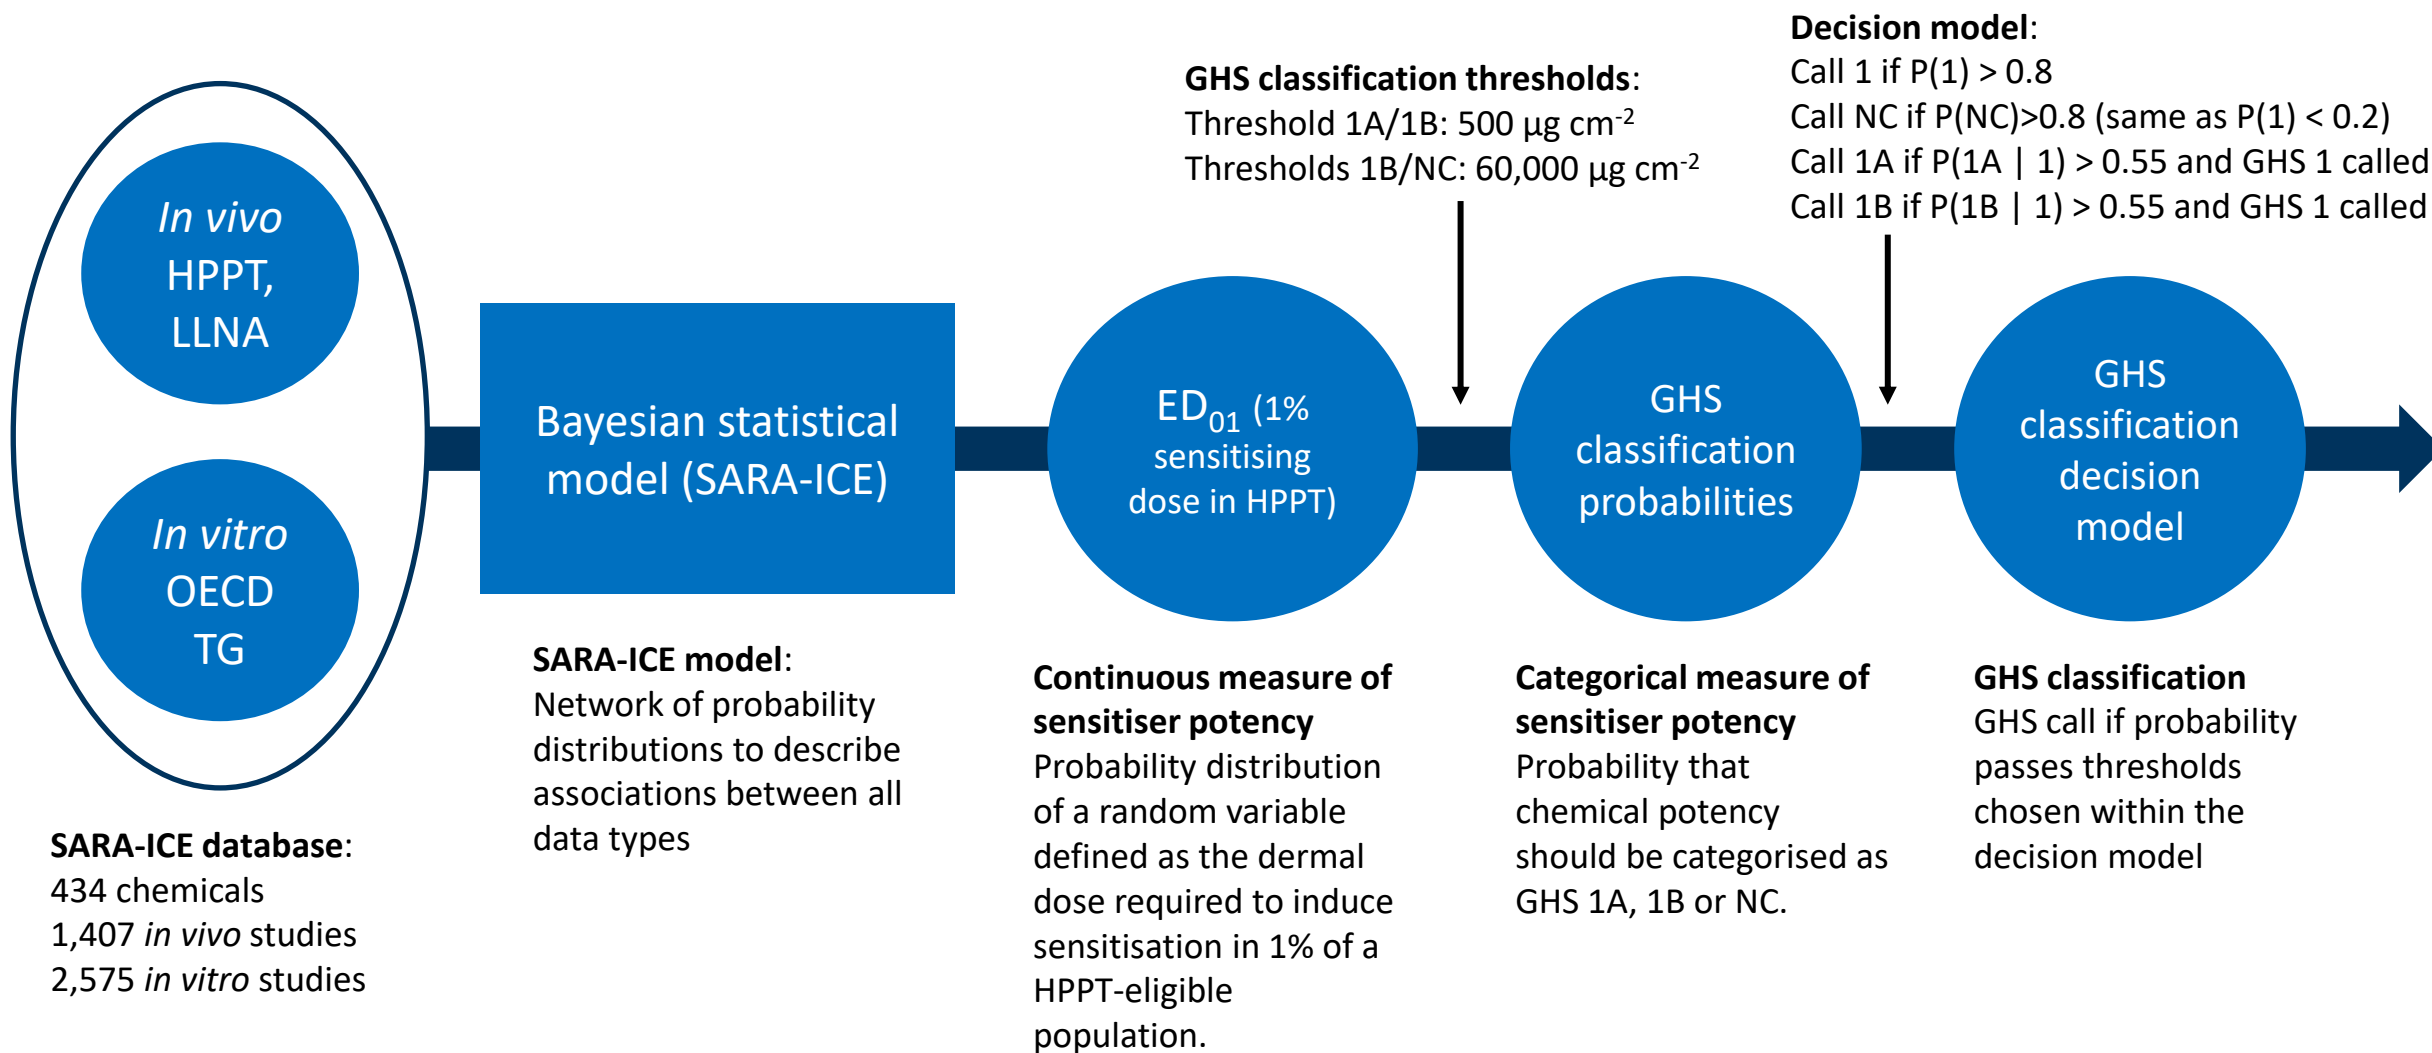 In vivo
HPPT,
LLNA
In vitro
OECD
TG
SARA-ICE database:
434 chemicals
1,407 in vivo studies
2,575 in vitro studies
Bayesian statistical
model (SARA-ICE)
SARA-ICE model:
Network of probability
distributions to describe
associations between all
data types
ED01 (1%
sensitising
dose in HPPT)
Continuous measure of
sensitiser potency
Probability distribution
of a random variable
defined as the dermal
dose required to induce
sensitisation in 1% of a
HPPT-eligible
population.
GHS classification thresholds:
Threshold 1A/1B: 500 µg cm-2
Thresholds 1B/NC: 60,000 µg cm-2
GHS
classification
probabilities
Categorical measure of
sensitiser potency
Probability that
chemical potency
should be categorised as
GHS 1A, 1B or NC.
Decision model:
Call 1 if P(1) > 0.8
Call NC if P(NC)>0.8 (same as P(1) < 0.2)
Call 1A if P(1A | 1) > 0.55 and GHS 1 called
Call 1B if P(1B | 1) > 0.55 and GHS 1 called
GHS
classification
decision
model
GHS classification
GHS call if probability
passes thresholds
chosen within the
decision model